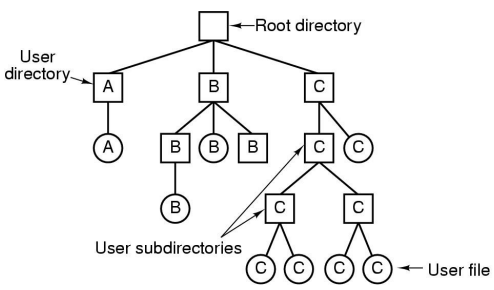 Root directory
User
directory
A B C
A B B B C C
B C C
User subdirectories
C C C C
User file